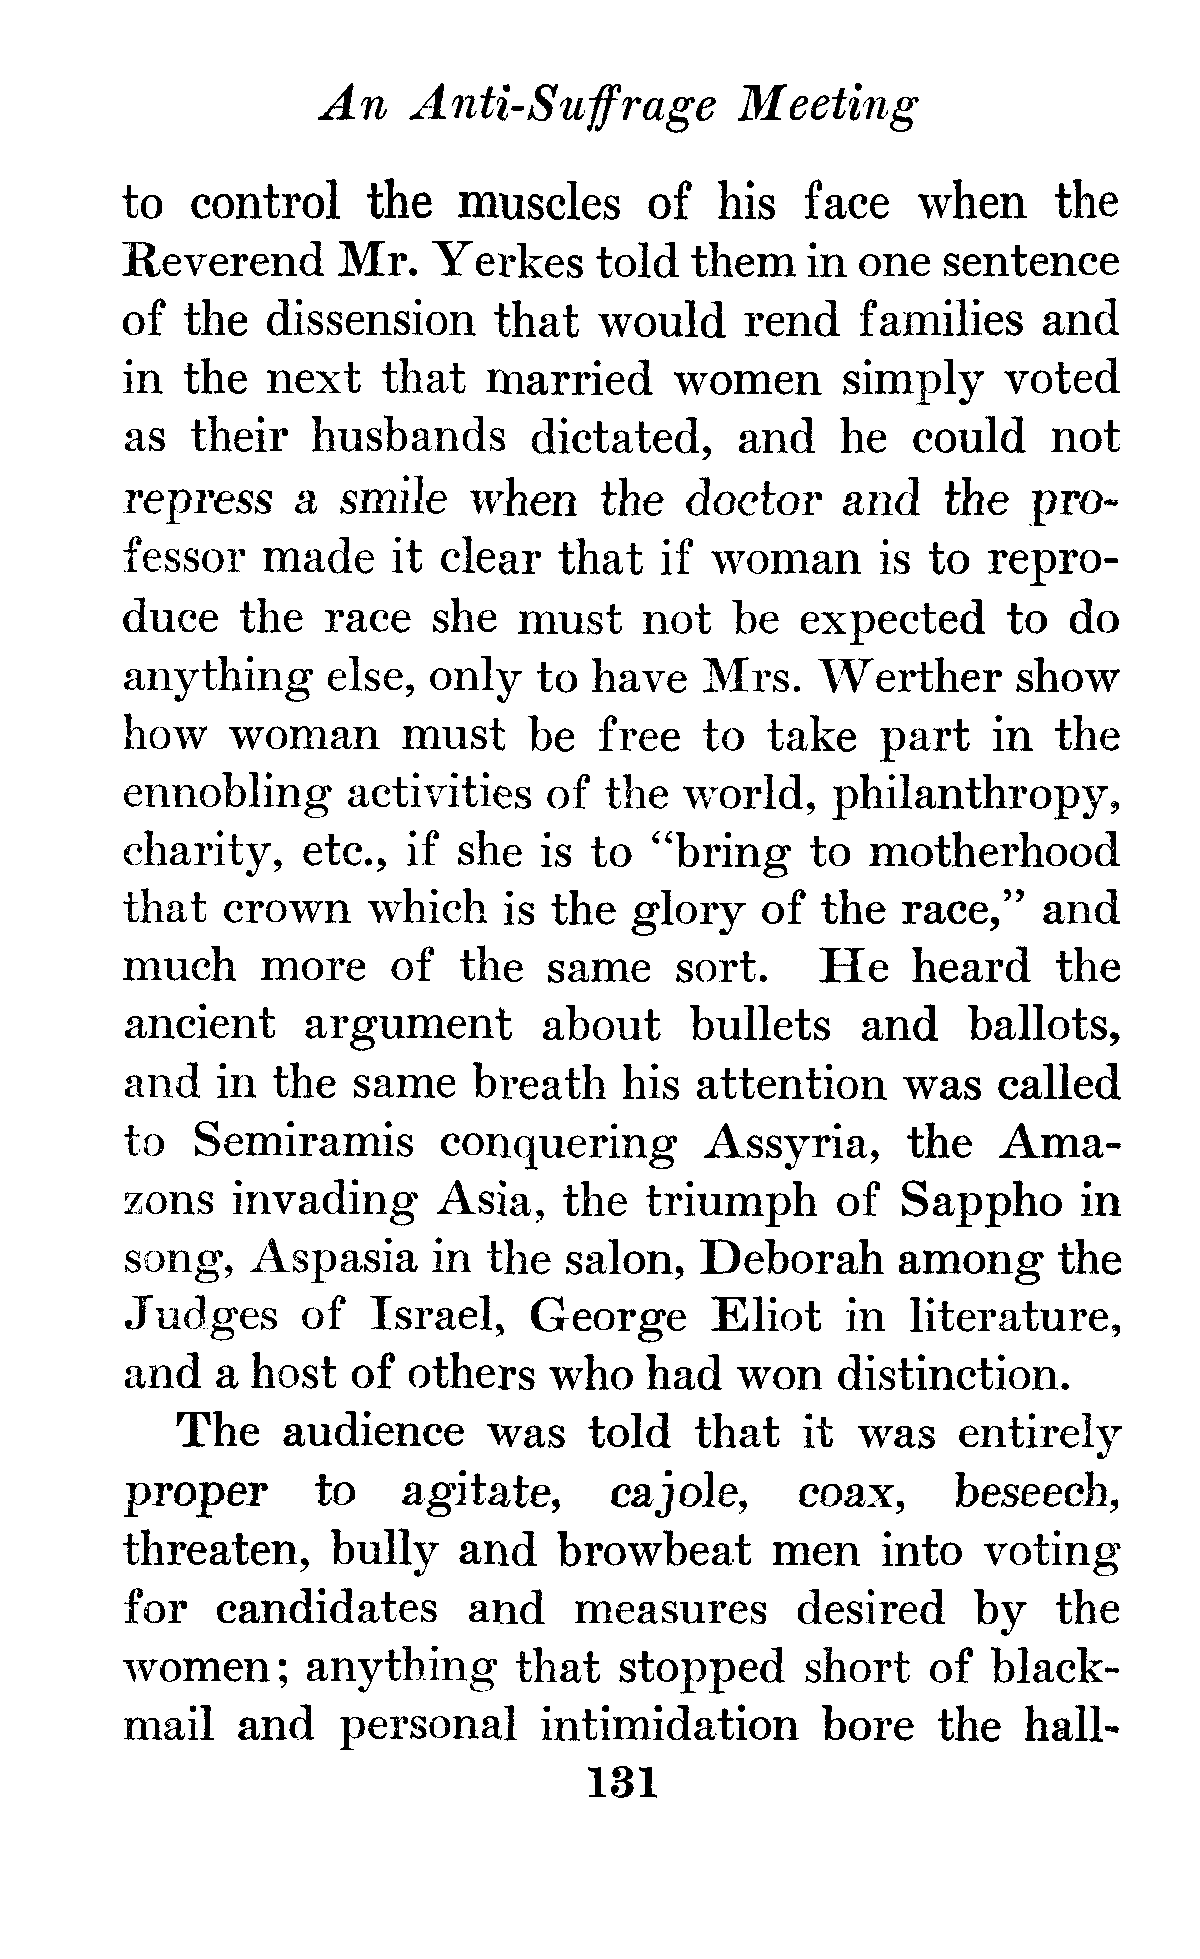 An Anti-Suffrage Meeting
to control the muscles of his face when the
Reverend Mr. Yerkes told them in one sentence
of the dissension that would rend families and
in the next that married women simply voted
as their husbands dictated, and he could not
repress a smile when the doctor and the pro-
fessor made it clear that if woman is to repro-
duce the race she must not be expected to do
anything else, only to have Mrs. Werther show
how woman must be free to take part in the
ennobling activities of the world, philanthropy,
charity, etc., if she is to “bring to motherhood
that crown which is the glory of the race,” and
much more of the same sort. He heard the
ancient argument about bullets and ballots,
and in the same breath his attention was called
to Semiramis conquering Assyria, the Ama-
zons invading Asia, the triumph of Sappho in
song, Aspasia in the salon, Deborah among the
Judges of Israel, George Eliot in literature,
and a host of others who had won distinction.
The audience was told that it was entirely
proper to agitate, cajole, coax, beseech,
threaten, bully and browbeat men into voting
for candidates and measures desired by the
women; anything that stopped short of black-
mail and personal intimidation bore the hall-
131